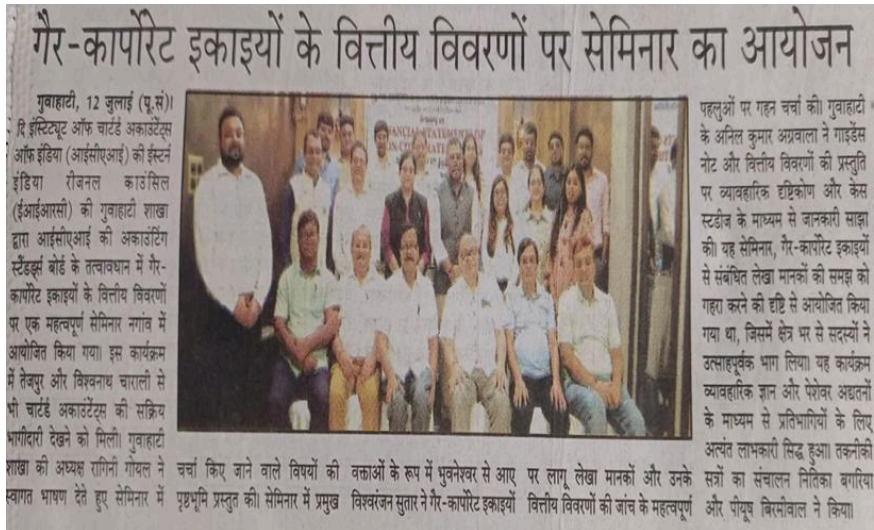 गैर-कार्पोरेट इकाइयों के वित्तीय विवरणों पर सेमिनार का आयोजन
गुवाहाटी, 12 जुलाई (पू.सं)।
दि इंस्टिट्यूट ऑफ चार्टर्ड अकाउंटेंट्स
ऑफ इंडिया (आईसीएआई) की ईस्टर्न
इंडिया रीजनल काउंसिल
(ईआईआरसी) की गुवाहाटी शाखा
द्वारा आईसीएआई की अकाउंटिंग
स्टैंडर्ड्स बोर्ड के तत्वावधान में गैर-
कार्पोरेट इकाइयों के वित्तीय विवरणों
पर एक महत्वपूर्ण सेमिनार नगांव में
आयोजित किया गया। इस कार्यक्रम
में तेजपुर और विश्वनाथ चाराली से
भी चार्टर्ड अकाउंटेंट्स की सक्रिय
भागीदारी देखने को मिली। गुवाहाटी
शाखा की अध्यक्ष रागिनी गोयल ने
स्वागत भाषण देते हुए सेमिनार में
FINANCIAL STATEMENTS OF
चर्चा किए जाने वाले विषयों की
पृष्ठभूमि प्रस्तुत की। सेमिनार में प्रमुख
वक्ताओं के रूप में भुवनेश्वर से आए
विश्वरंजन सुतार ने गैर-कार्पोरेट इकाइयों
पर लागू लेखा मानकों और उनके
वित्तीय विवरणों की जांच के महत्वपूर्ण
पहलुओं पर गहन चर्चा की। गुवाहाटी
के अनिल कुमार अग्रवाला ने गाइडेंस
नोट और वित्तीय विवरणों की प्रस्तुति
पर व्यावहारिक दृष्टिकोण और केस
स्टडीज के माध्यम से जानकारी साझा
की। यह सेमिनार, गैर-कार्पोरेट इकाइयों
से संबंधित लेखा मानकों की समझ को
गहरा करने की दृष्टि से आयोजित किया
गया था, जिसमें क्षेत्र भर से सदस्यों ने
उत्साहपूर्वक भाग लिया। यह कार्यक्रम
व्यावहारिक ज्ञान और पेशेवर अद्यतनों
के माध्यम से प्रतिभागियों के लिए
अत्यंत लाभकारी सिद्ध हुआ। तकनीकी
सत्रों का संचालन नितिका बगरिया
और पीयूष बिरमीवाल ने किया।